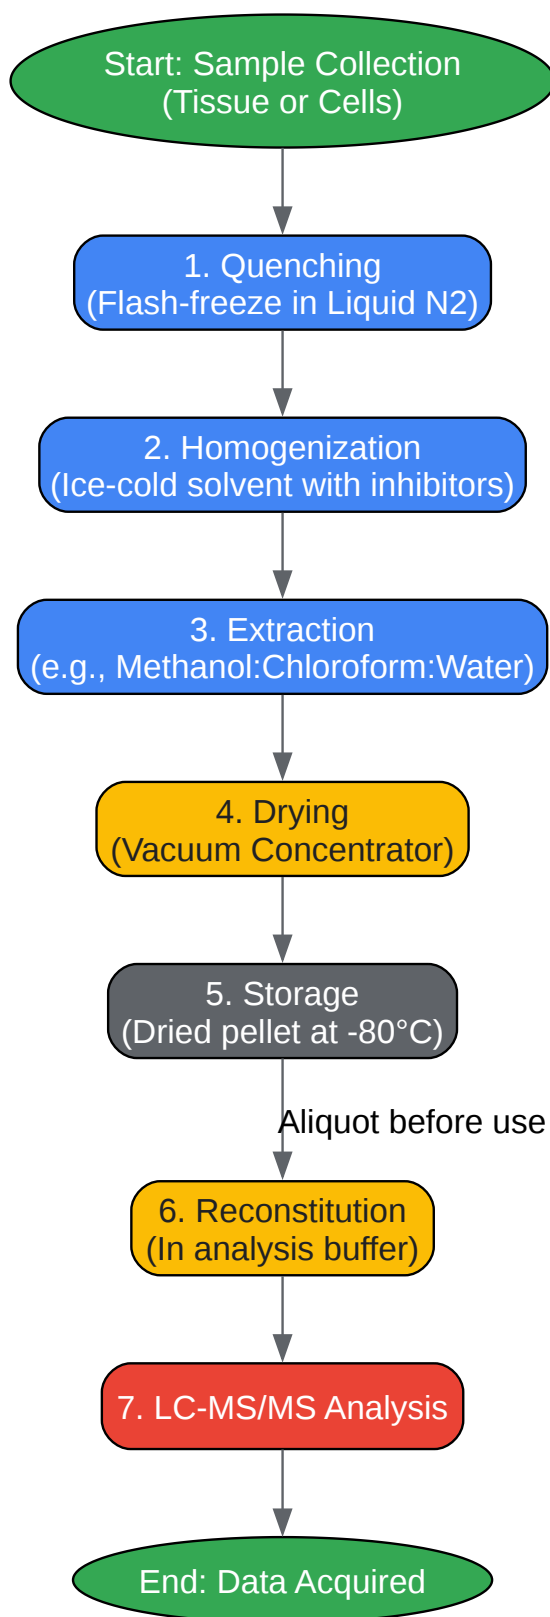 Start: Sample Collection
(Tissue or Cells)
1. Quenching
(Flash-freeze in Liquid N2)
2. Homogenization
(Ice-cold solvent with inhibitors)
3. Extraction
(e.g., Methanol:Chloroform:Water)
4. Drying
(Vacuum Concentrator)
5. Storage
(Dried pellet at -80°C)
Aliquot before use
6. Reconstitution
(In analysis buffer)
7. LC-MS/MS Analysis
End: Data Acquired